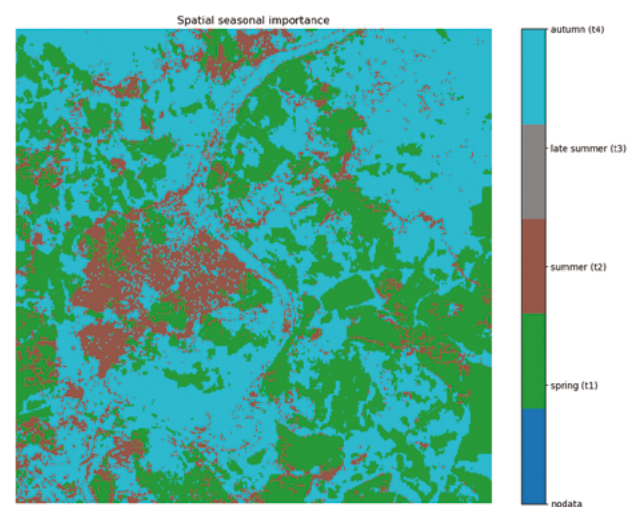 Spatial seasonal importance
autumn (t4)
late summer (t3)
summer (t2)
spring (t1)
nodata